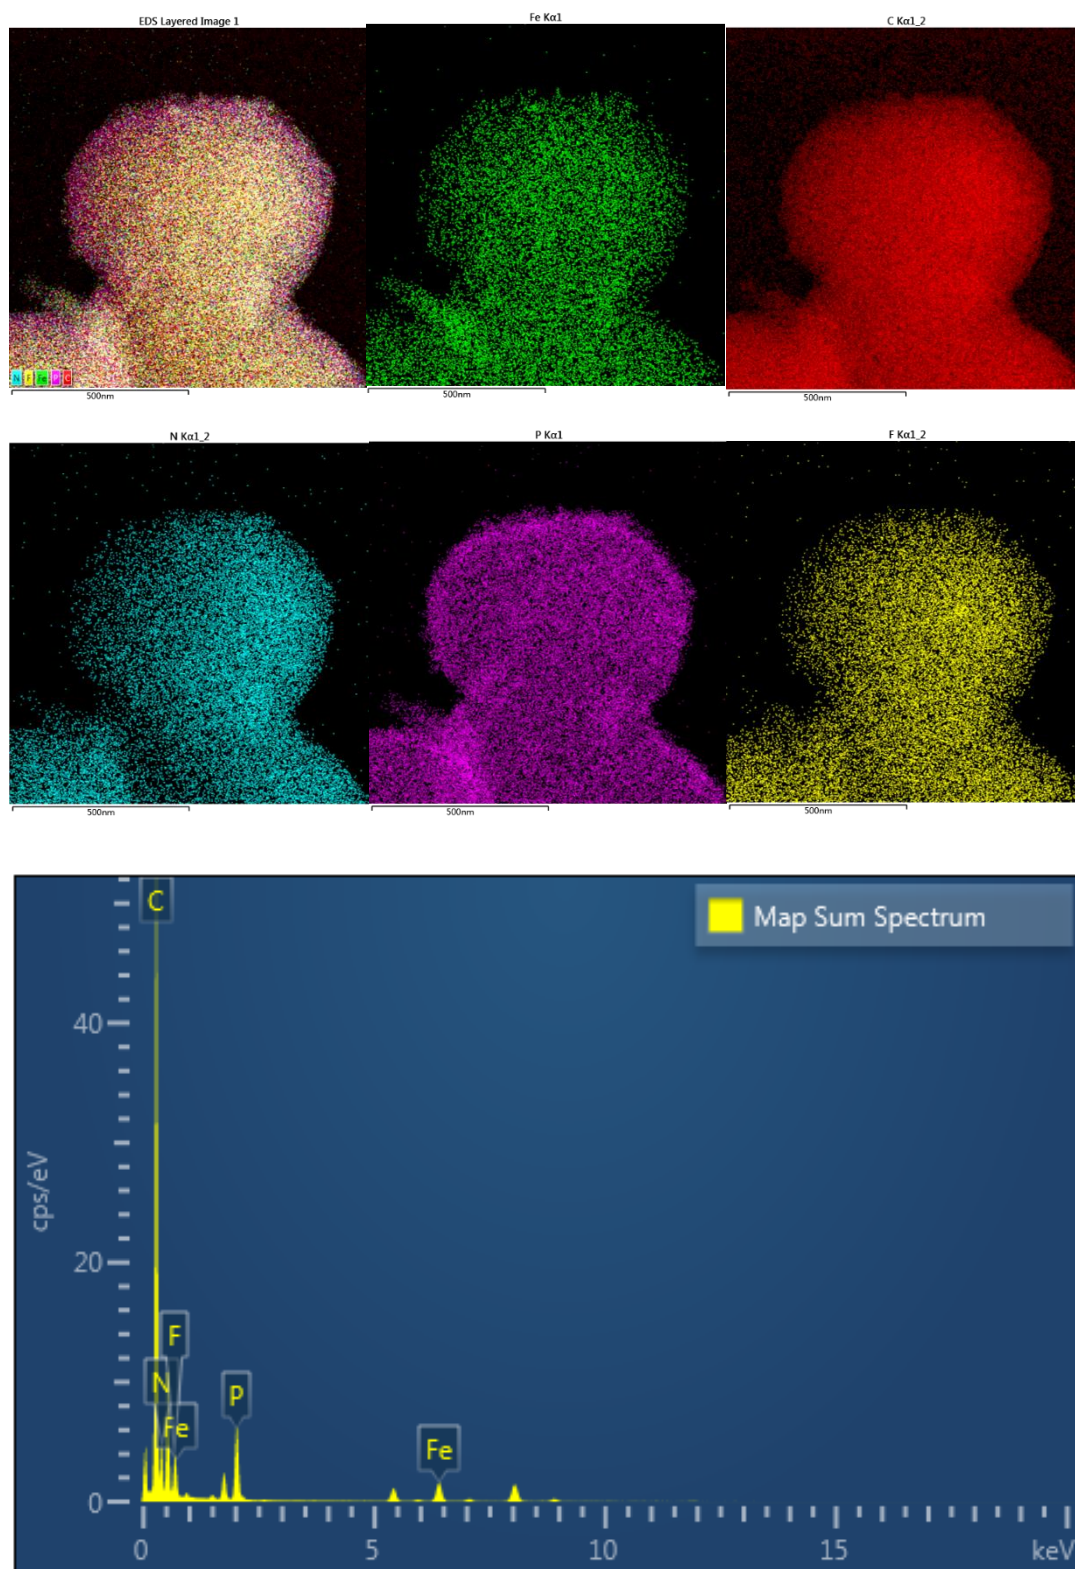 EDS Layered Image 1
Fe Kα1
C Kα1_2
N F Fe P C
500nm
500nm
500nm
N Kα1_2
P Kα1
F Kα1_2
500nm
500nm
500nm
C
Map Sum Spectrum
40
cps/eV
20
F
N
Fe
P
Fe
0
0 5 10 15 keV